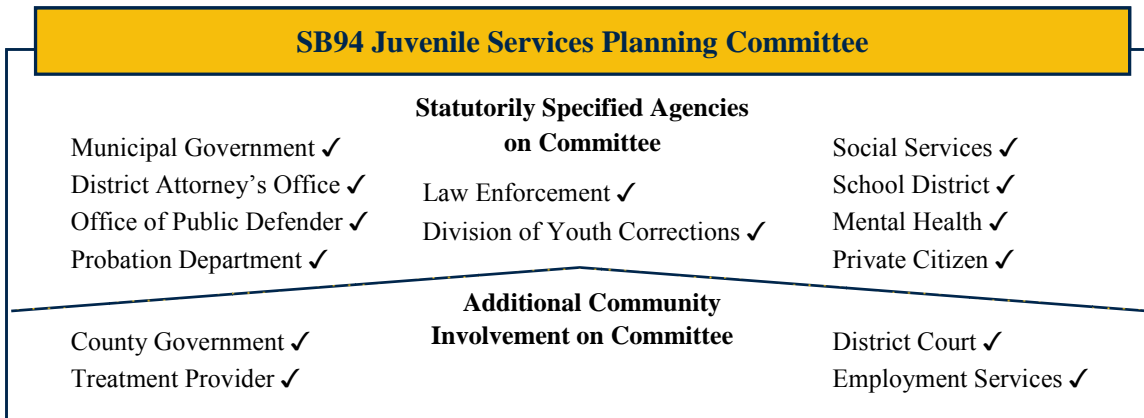 SB94 Juvenile Services Planning Committee
Statutorily Specified Agencies
on Committee
Municipal Government ✓
District Attorney’s Office ✓
Office of Public Defender ✓
Probation Department ✓
Law Enforcement ✓
Division of Youth Corrections ✓
Social Services ✓
School District ✓
Mental Health ✓
Private Citizen ✓
Additional Community
Involvement on Committee
County Government ✓
Treatment Provider ✓
District Court ✓
Employment Services ✓